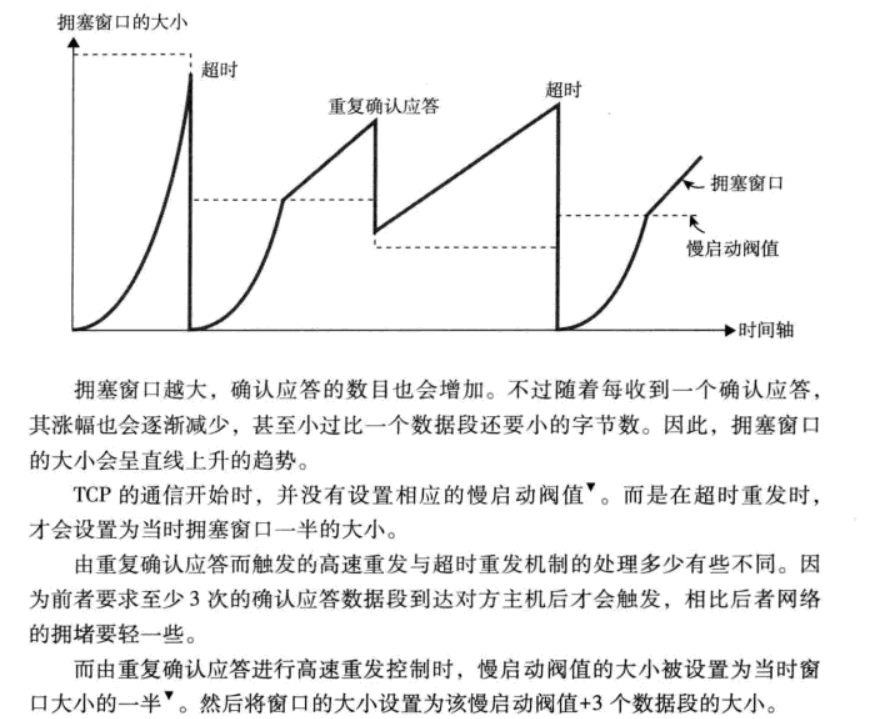 拥塞窗口的大小
超时
重复确认应答
超时
拥塞窗口
慢启动阀值
时间轴
拥塞窗口越大，确认应答的数目也会增加。不过随着每收到一个确认应答，
其涨幅也会逐渐减少，甚至小过比一个数据段还要小的字节数。因此，拥塞窗口
的大小会呈直线上升的趋势。
TCP 的通信开始时，并没有设置相应的慢启动阀值▼。而是在超时重发时，
才会设置为当时拥塞窗口一半的大小。
由重复确认应答而触发的高速重发与超时重发机制的处理多少有些不同。因
为前者要求至少 3 次的确认应答数据段到达对方主机后才会触发，相比后者网络
的拥堵要轻一些。
而由重复确认应答进行高速重发控制时，慢启动阀值的大小被设置为当时窗
口大小的一半▼。然后将窗口的大小设置为该慢启动阀值+3 个数据段的大小。